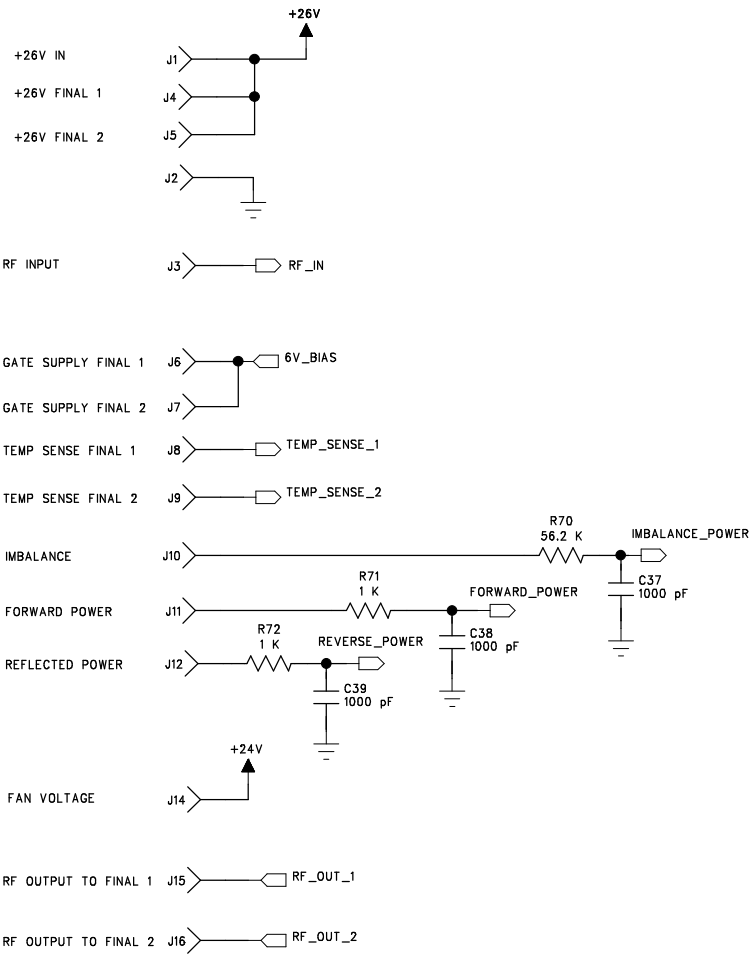 +26V
+26V IN J1
+26V FINAL 1 J4
+26V FINAL 2 J5
J2
RF INPUT J3 RF_IN
GATE SUPPLY FINAL 1 J6 6V_BIAS
GATE SUPPLY FINAL 2 J7
TEMP SENSE FINAL 1 J8 TEMP_SENSE_1
TEMP SENSE FINAL 2 J9 TEMP_SENSE_2
R70
56.2 K
IMBALANCE J10 IMBALANCE_POWER
C37
1000 pF
R71
1 K
FORWARD POWER J11 FORWARD_POWER
C38
1000 pF
R72
1 K
REFLECTED POWER J12 REVERSE_POWER
C39
1000 pF
+24V
FAN VOLTAGE J14
RF OUTPUT TO FINAL 1 J15 RF_OUT_1
RF OUTPUT TO FINAL 2 J16 RF_OUT_2